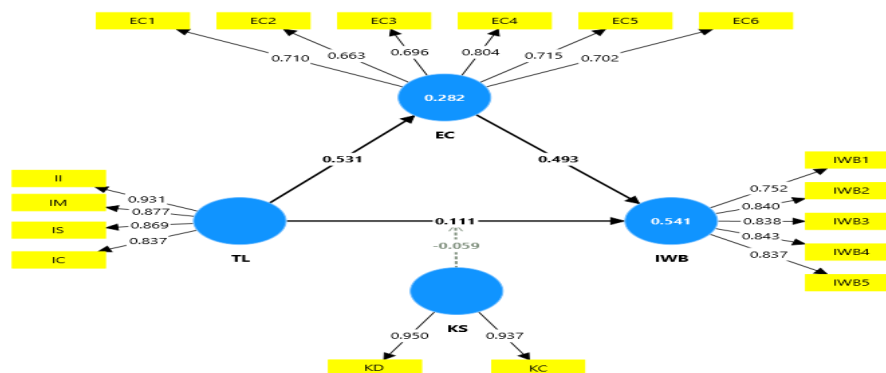 EC1 EC2 EC3 EC4 EC5 EC6
0.710 0.663 0.696 0.804 0.715 0.702
0.282
EC
0.531 0.493
II
IM
IS
IC
0.931
0.877
0.869
0.837
TL
0.111
-0.059
0.541
IWB
0.752
0.840
0.838
0.843
0.837
IWB1
IWB2
IWB3
IWB4
IWB5
KS
0.950 0.937
KD KC